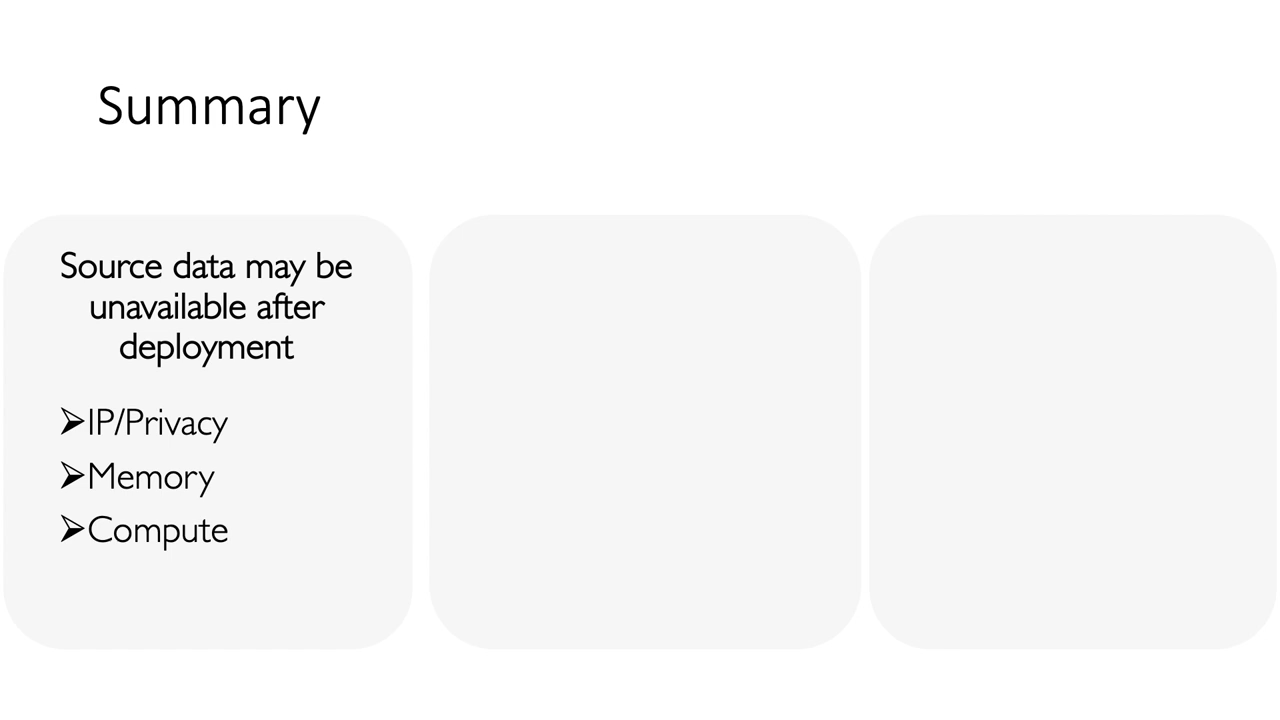 Summary
Source data may be
unavailable after
deployment
➢IP/Privacy
➢Memory
➢Compute